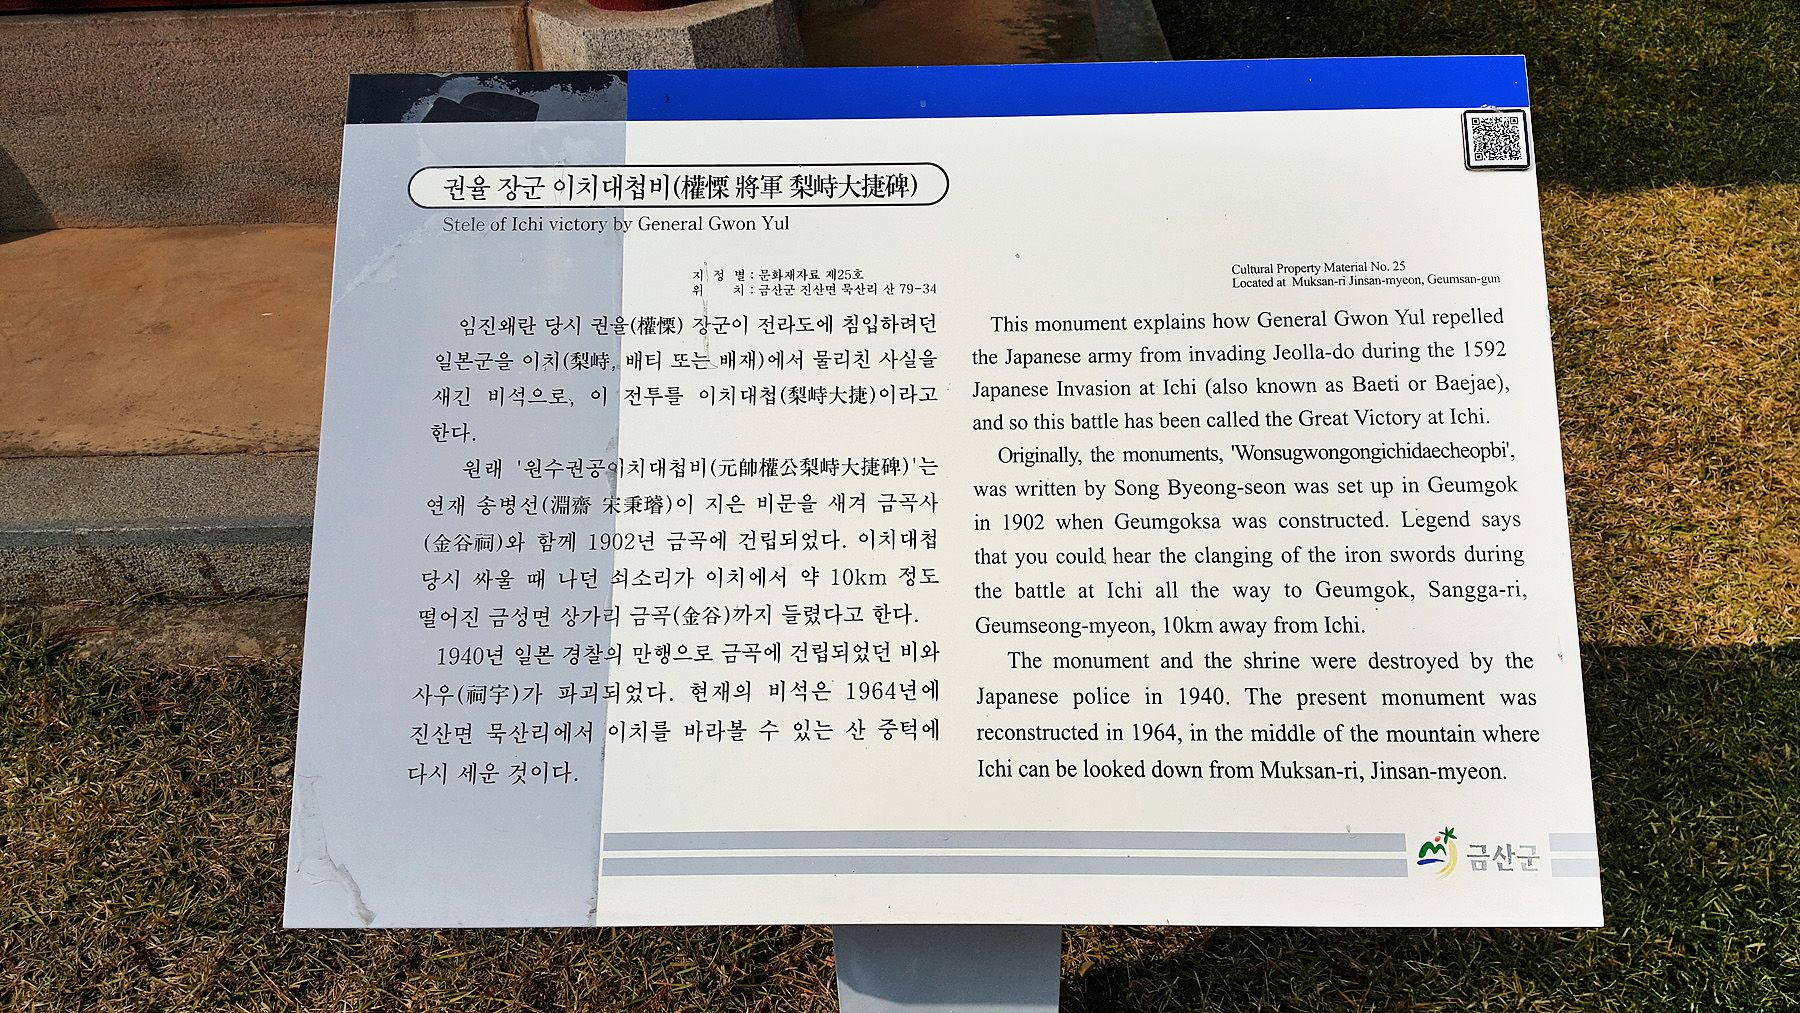 권율 장군 이치대첩비(權慄 將軍 梨峙大捷碑)
Stele of Ichi victory by General Gwon Yul
지 정 별 : 문화재자료 제25호
위 치 : 금산군 진산면 묵산리 산 79-34
임진왜란 당시 권율(權慄) 장군이 전라도에 침입하려던
일본군을 이치(梨峙, 배티 또는 배재)에서 물리친 사실을
새긴 비석으로, 이 전투를 이치대첩(梨峙大捷)이라고
한다.
원래 '원수권공이치대첩비(元帥權公梨峙大捷碑)'는
연재 송병선(淵齋 宋秉璿)이 지은 비문을 새겨 금곡사
(金谷祠)와 함께 1902년 금곡에 건립되었다. 이치대첩
당시 싸울 때 나던 쇠소리가 이치에서 약 10km 정도
떨어진 금성면 상가리 금곡(金谷)까지 들렸다고 한다.
1940년 일본 경찰의 만행으로 금곡에 건립되었던 비와
사우(祠宇)가 파괴되었다. 현재의 비석은 1964년에
진산면 묵산리에서 이치를 바라볼 수 있는 산 중턱에
다시 세운 것이다.
Cultural Property Material No. 25
Located at Muksan-ri Jinsan-myeon, Geumsan-gun
This monument explains how General Gwon Yul repelled
the Japanese army from invading Jeolla-do during the 1592
Japanese Invasion at Ichi (also known as Baeti or Baejae),
and so this battle has been called the Great Victory at Ichi.
Originally, the monuments, 'Wonsugwongongichidaecheopbi',
was written by Song Byeong-seon was set up in Geumgok
in 1902 when Geumgoksa was constructed. Legend says
that you could hear the clanging of the iron swords during
the battle at Ichi all the way to Geumgok, Sangga-ri,
Geumseong-myeon, 10km away from Ichi.
The monument and the shrine were destroyed by the
Japanese police in 1940. The present monument was
reconstructed in 1964, in the middle of the mountain where
Ichi can be looked down from Muksan-ri, Jinsan-myeon.
금산군